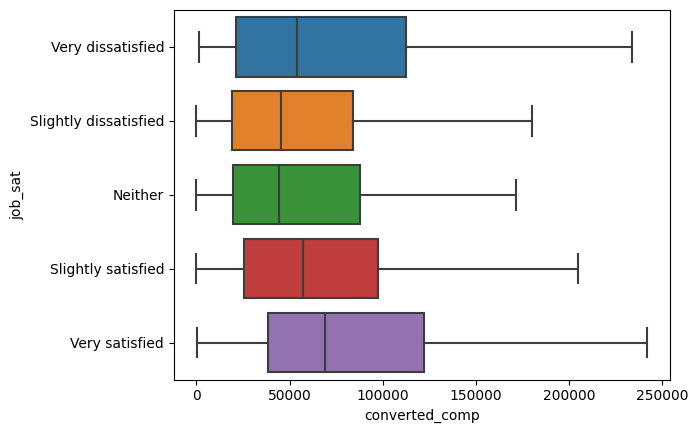 Very dissatisfied
Slightly dissatisfied
Neither
Slightly satisfied
Very satisfied
job_sat
0 50000 100000 150000 200000 250000
converted_comp